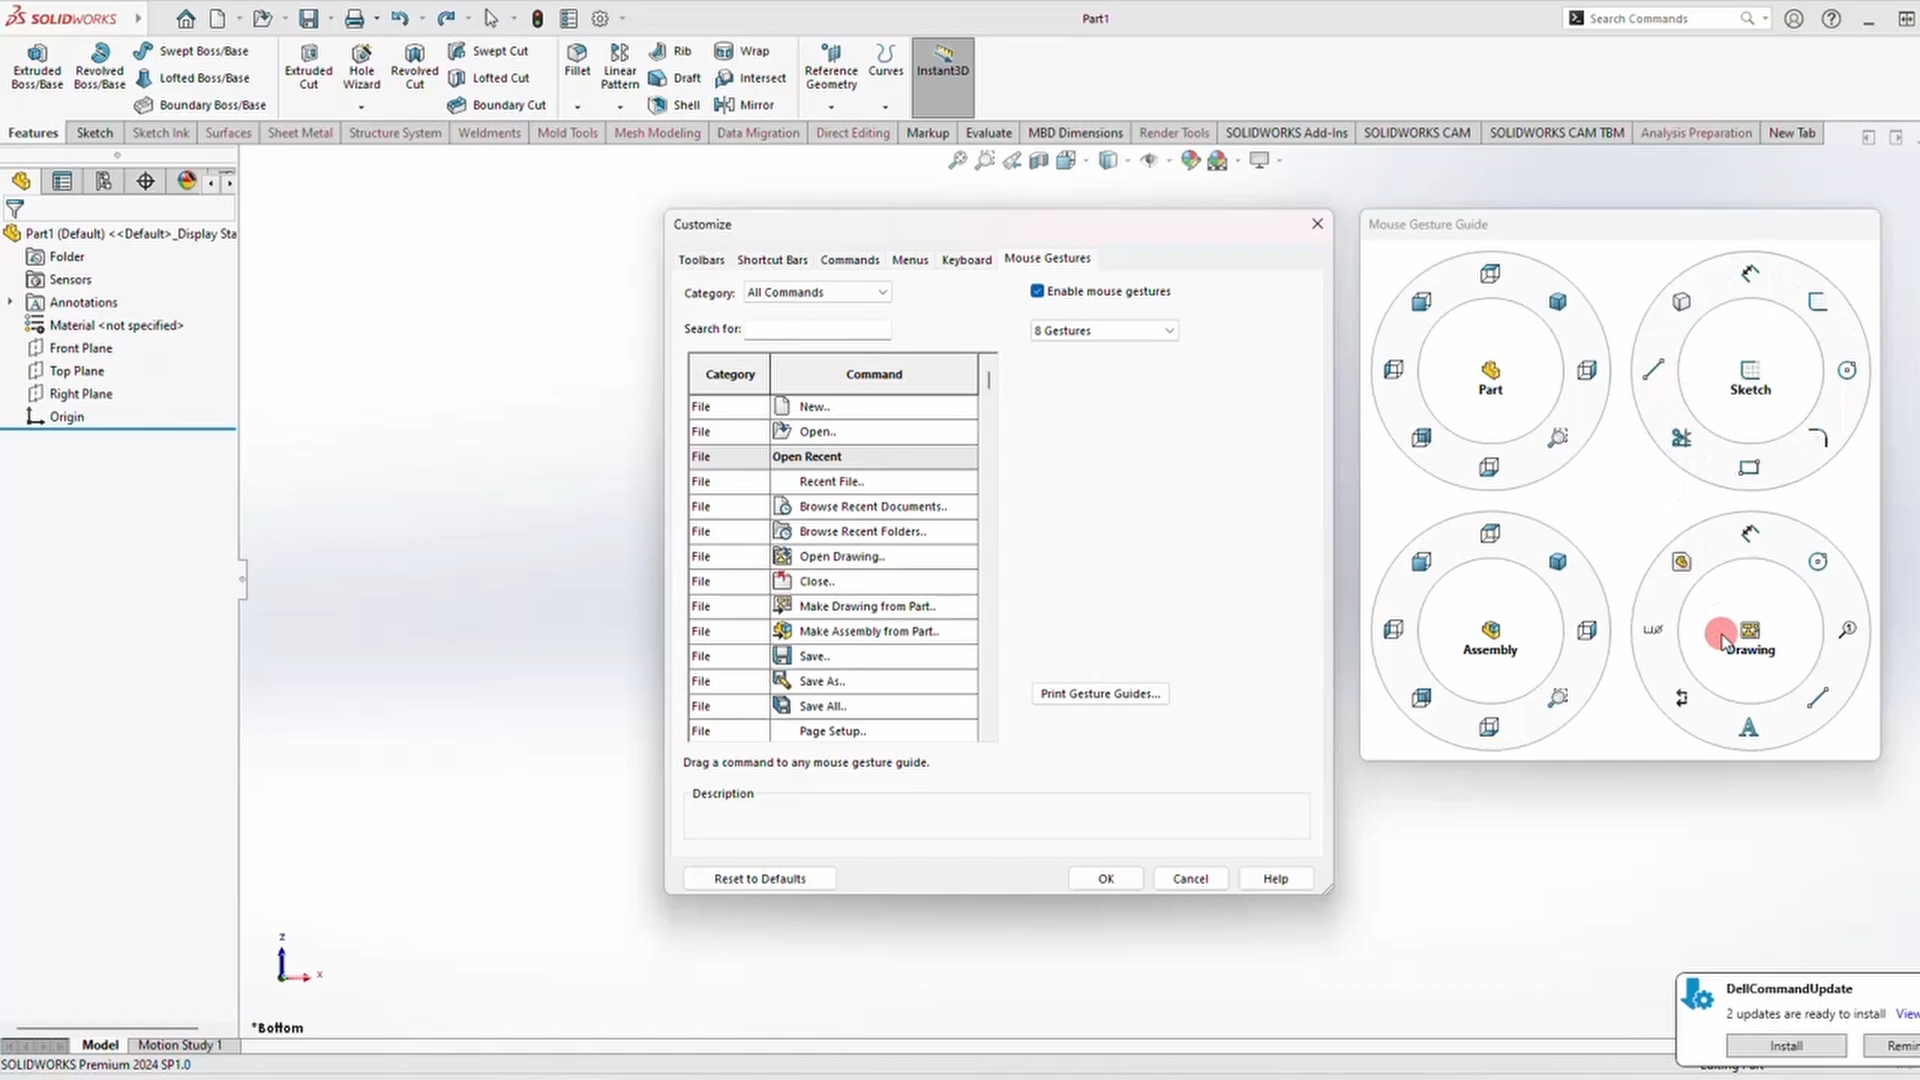 SOLIDWORKS
Part1
Search Commands
Extruded Boss/Base
Revolved Boss/Base
Swept Boss/Base
Lofted Boss/Base
Boundary Boss/Base
Extruded Cut
Hole Wizard
Revolved Cut
Swept Cut
Lofted Cut
Boundary Cut
Fillet
Linear Pattern
Rib
Draft
Shell
Wrap
Intersect
Mirror
Reference Geometry
Curves
Instant3D
Features
Sketch
Sketch Ink
Surfaces
Sheet Metal
Structure System
Weldments
Mold Tools
Mesh Modeling
Data Migration
Direct Editing
Markup
Evaluate
MBD Dimensions
Render Tools
SOLIDWORKS Add-Ins
SOLIDWORKS CAM
SOLIDWORKS CAM TBM
Analysis Preparation
New Tab
Part1 (Default) <<Default>_Display Sta
Folder
Sensors
Annotations
Material <not specified>
Front Plane
Top Plane
Right Plane
Origin
Customize
Toolbars
Shortcut Bars
Commands
Menus
Keyboard
Mouse Gestures
Category: All Commands
Enable mouse gestures
Search for:
8 Gestures
Category Command
File New..
File Open..
File Open Recent
File Recent File..
File Browse Recent Documents..
File Browse Recent Folders..
File Open Drawing..
File Close..
File Make Drawing from Part..
File Make Assembly from Part..
File Save..
File Save As..
File Save All..
File Page Setup..
Print Gesture Guides...
Drag a command to any mouse gesture guide.
Description
Reset to Defaults
OK
Cancel
Help
Mouse Gesture Guide
Part
Sketch
Assembly
Drawing
z
x
*Bottom
Model
Motion Study 1
SOLIDWORKS Premium 2024 SP1.0
DellCommandUpdate
2 updates are ready to install View
Install
Remin